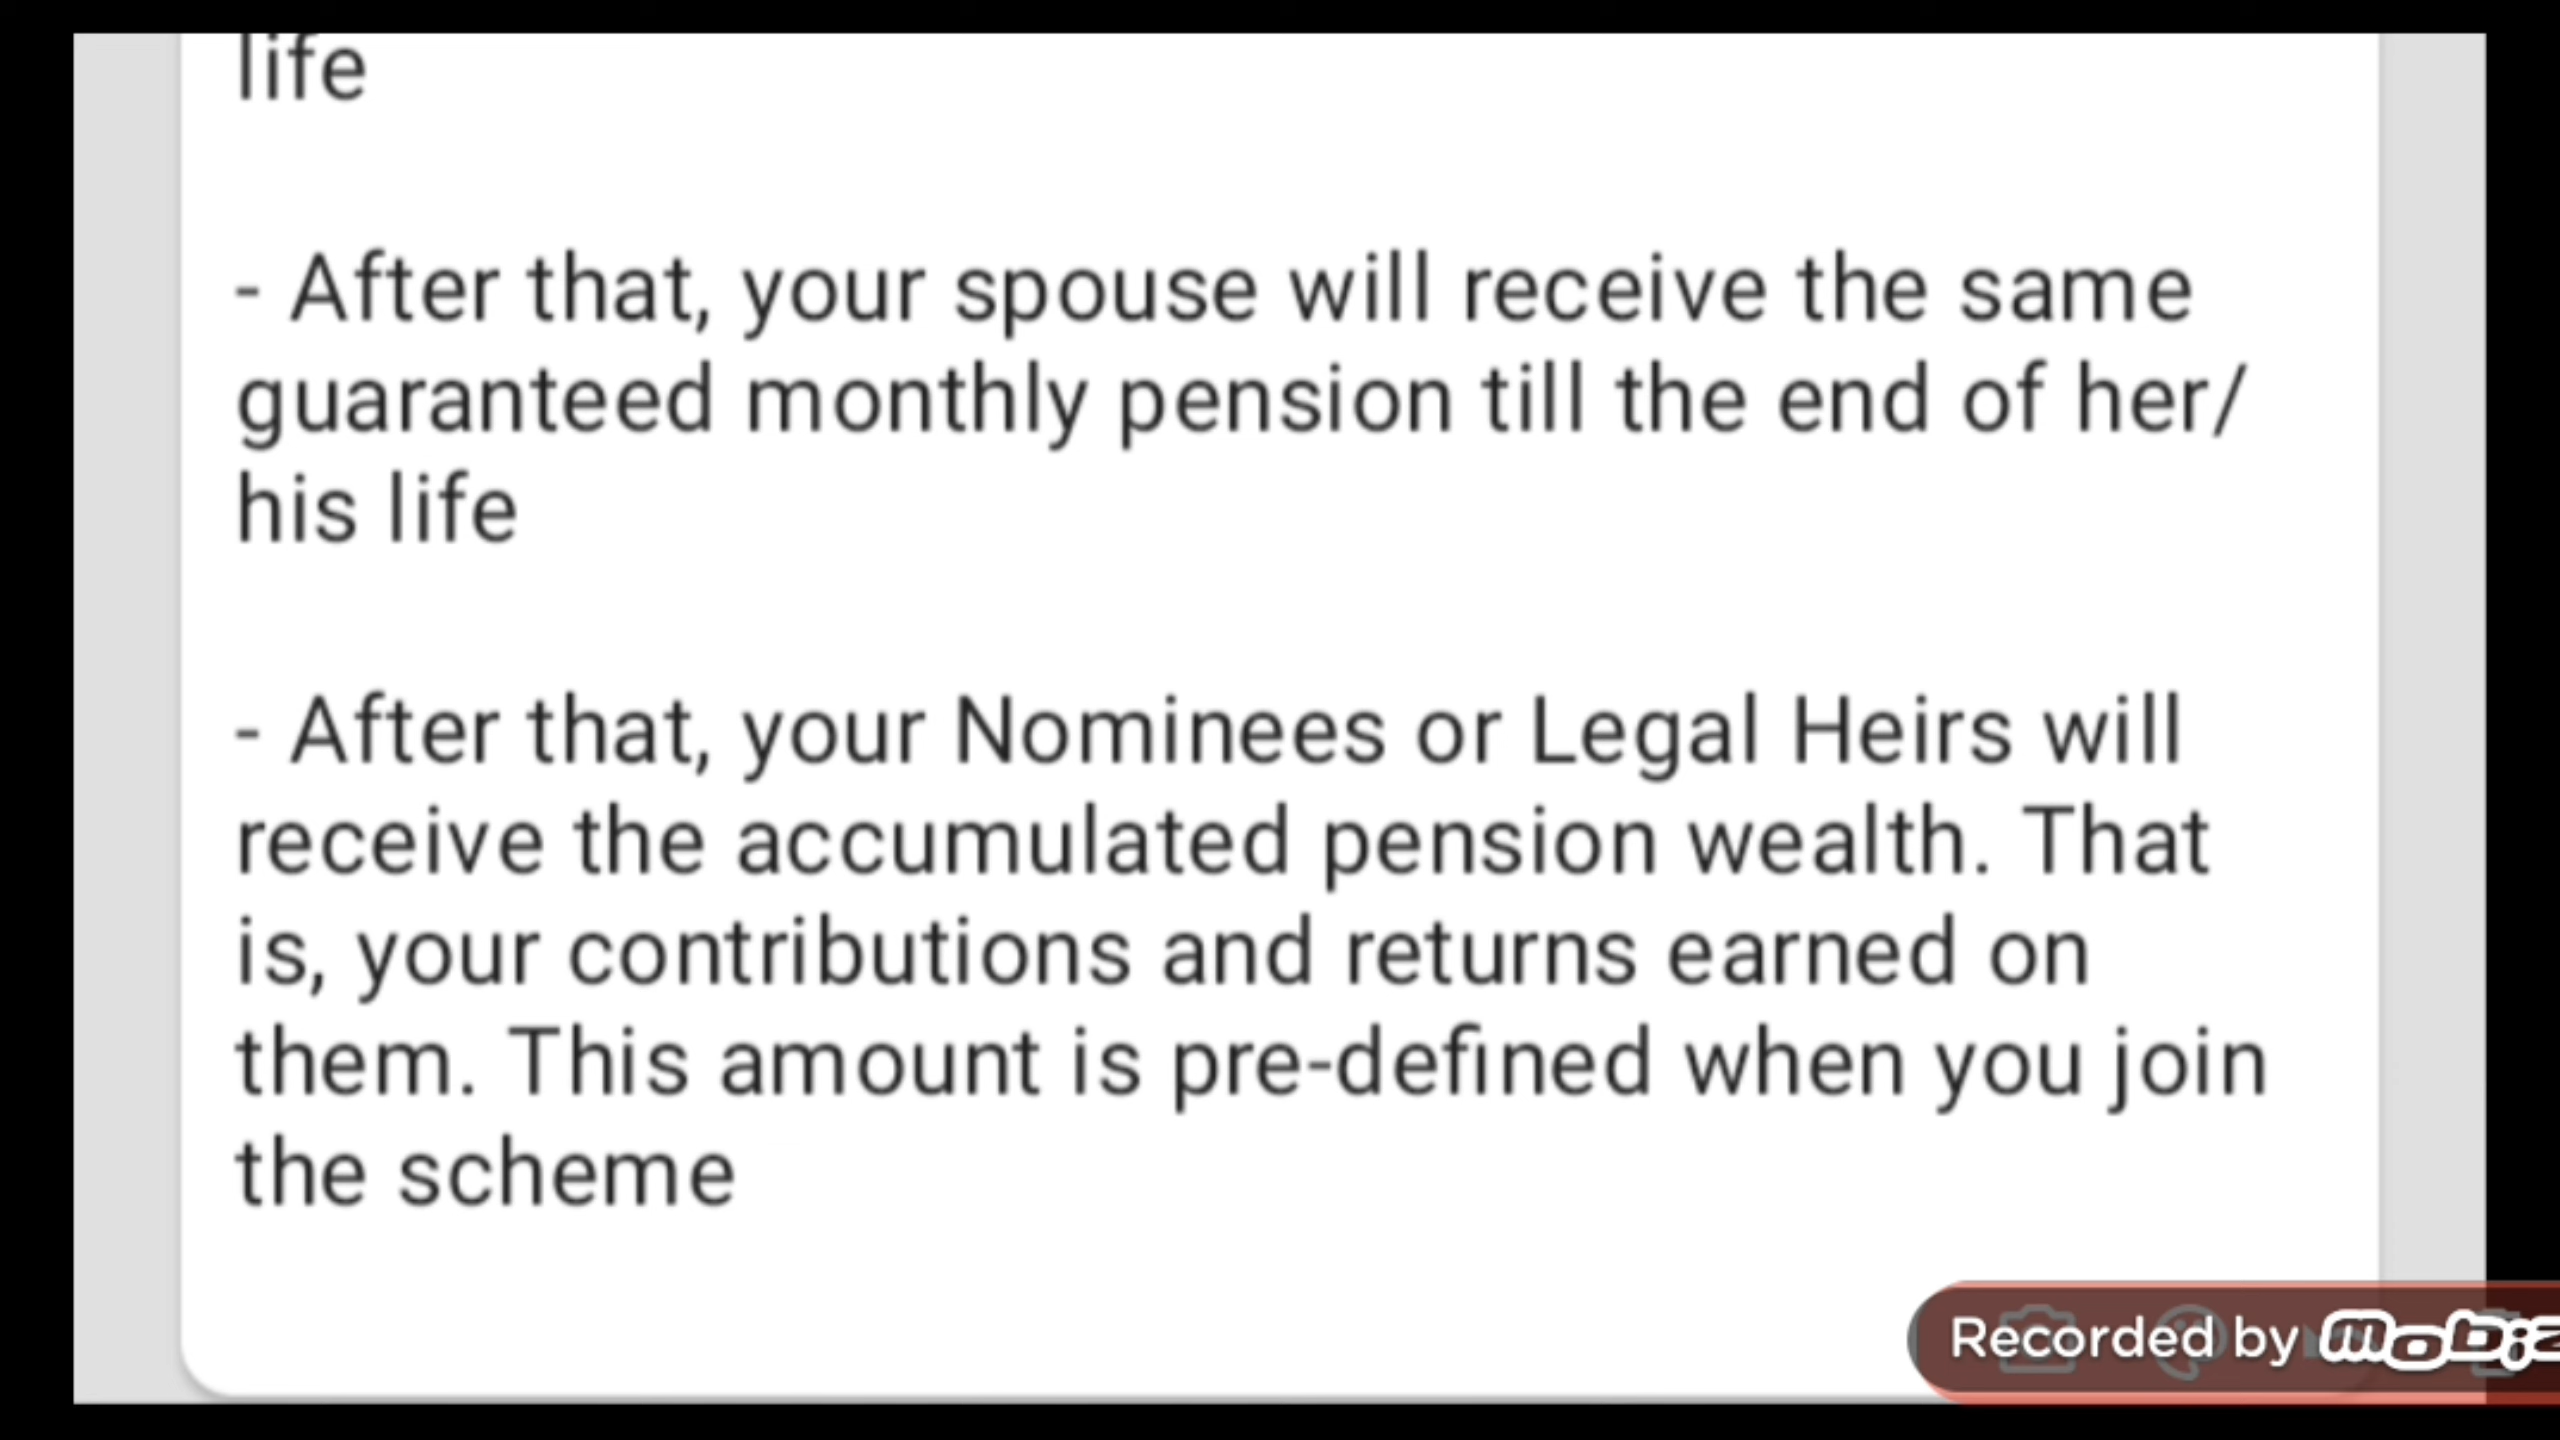 life
- After that, your spouse will receive the same
guaranteed monthly pension till the end of her/
his life
- After that, your Nominees or Legal Heirs will
receive the accumulated pension wealth. That
is, your contributions and returns earned on
them. This amount is pre-defined when you join
the scheme
Recorded by